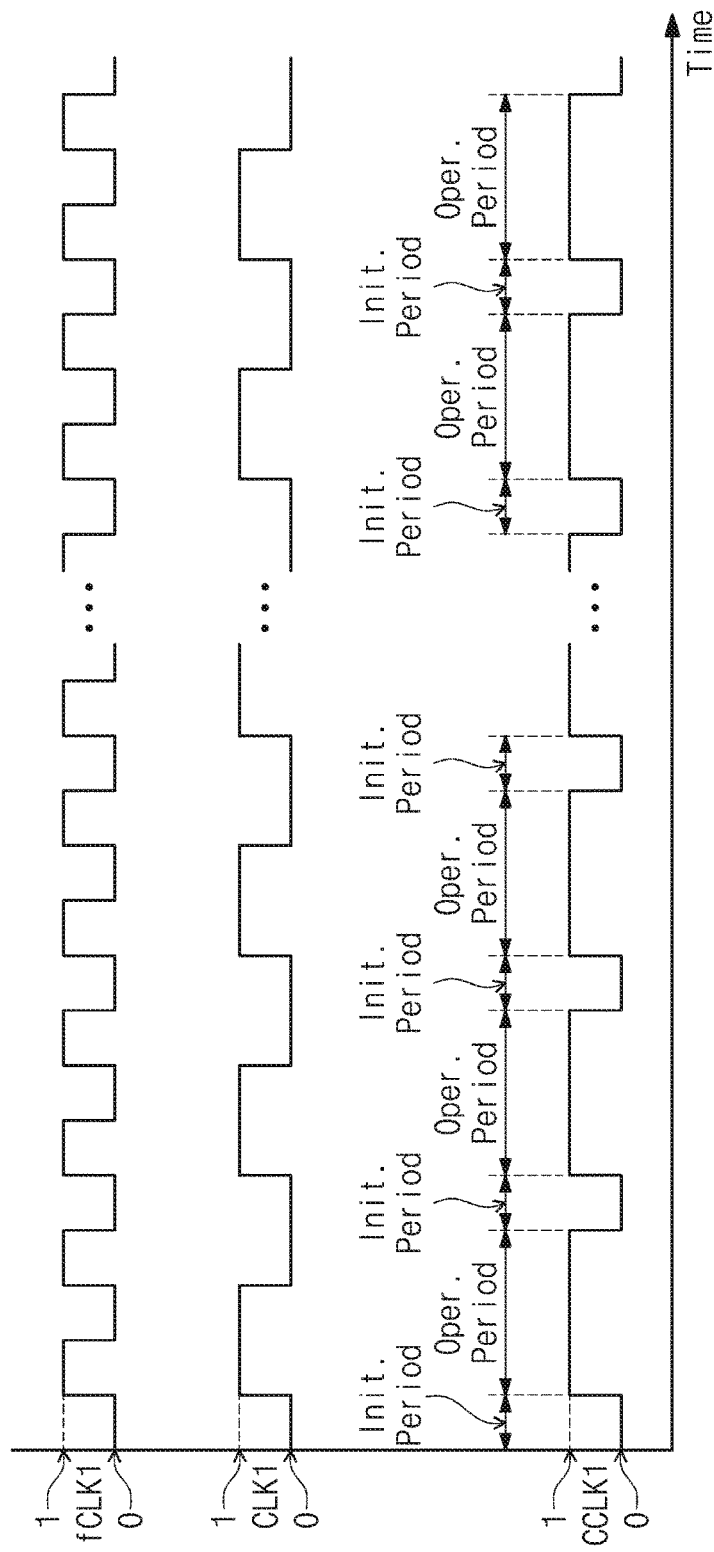 1
fCLK1
0
• • •
1
CLK1
0
• • •
Init.
Period
Init.
Period
Init.
Period
Init.
Period
Init.
Period
Init.
Period
Oper.
Period
Oper.
Period
Oper.
Period
Oper.
Period
Oper.
Period
1
CCLK1
0
• • •
Time